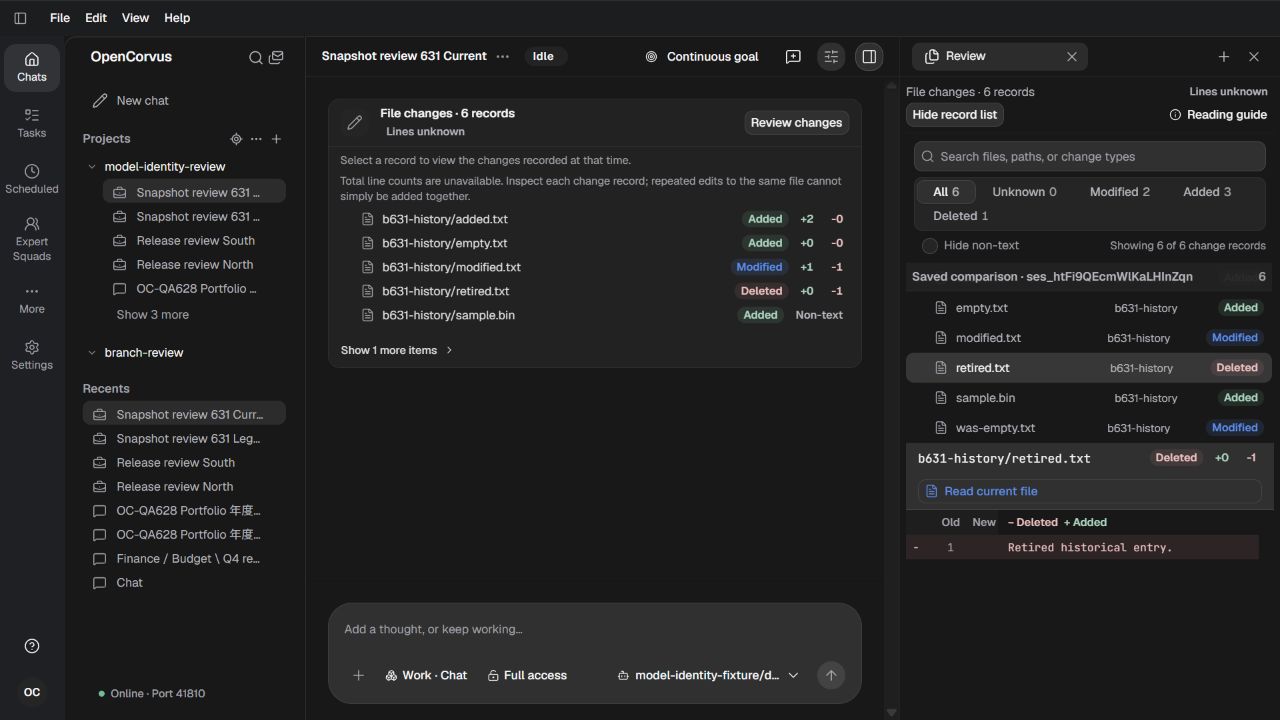 File Edit View Help
Chats
Tasks
Scheduled
Expert
Squads
More
Settings
OC
OpenCorvus
New chat
Projects
model-identity-review
Snapshot review 631 ...
Snapshot review 631 ...
Release review South
Release review North
OC-QA628 Portfolio ...
Show 3 more
branch-review
Recents
Snapshot review 631 Curr...
Snapshot review 631 Leg...
Release review South
Release review North
OC-QA628 Portfolio 年度...
OC-QA628 Portfolio 年度...
Finance / Budget \ Q4 re...
Chat
Online · Port 41810
Snapshot review 631 Current
Idle
Continuous goal
File changes · 6 records
Lines unknown
Review changes
Select a record to view the changes recorded at that time.
Total line counts are unavailable. Inspect each change record; repeated edits to the same file cannot
simply be added together.
b631-history/added.txt Added +2 -0
b631-history/empty.txt Added +0 -0
b631-history/modified.txt Modified +1 -1
b631-history/retired.txt Deleted +0 -1
b631-history/sample.bin Added Non-text
Show 1 more items
Add a thought, or keep working...
Work · Chat Full access model-identity-fixture/d...
Review
File changes · 6 records Lines unknown
Hide record list Reading guide
Search files, paths, or change types
All 6 Unknown 0 Modified 2 Added 3
Deleted 1
Hide non-text Showing 6 of 6 change records
Saved comparison · ses_htFi9QEcmWlKaLHlnZqn Added 6
empty.txt b631-history Added
modified.txt b631-history Modified
retired.txt b631-history Deleted
sample.bin b631-history Added
was-empty.txt b631-history Modified
b631-history/retired.txt Deleted +0 -1
Read current file
Old New − Deleted + Added
- 1 Retired historical entry.